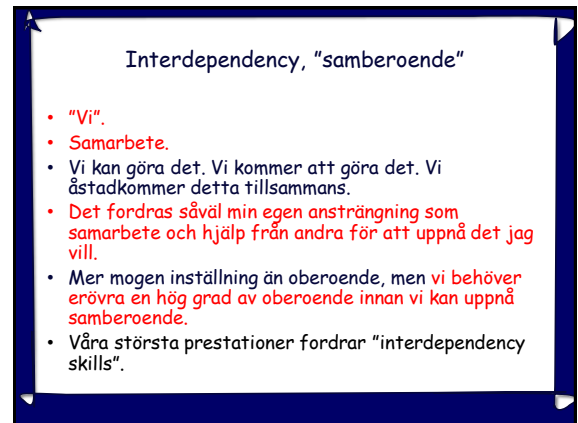 Interdependency, ”samberoende”
• ”Vi”.
• Samarbete.
• Vi kan göra det. Vi kommer att göra det. Vi
åstadkommer detta tillsammans.
• Det fordras såväl min egen ansträngning som
samarbete och hjälp från andra för att uppnå det jag
vill.
• Mer mogen inställning än oberoende, men vi behöver
erövra en hög grad av oberoende innan vi kan uppnå
samberoende.
• Våra största prestationer fordrar ”interdependency
skills”.